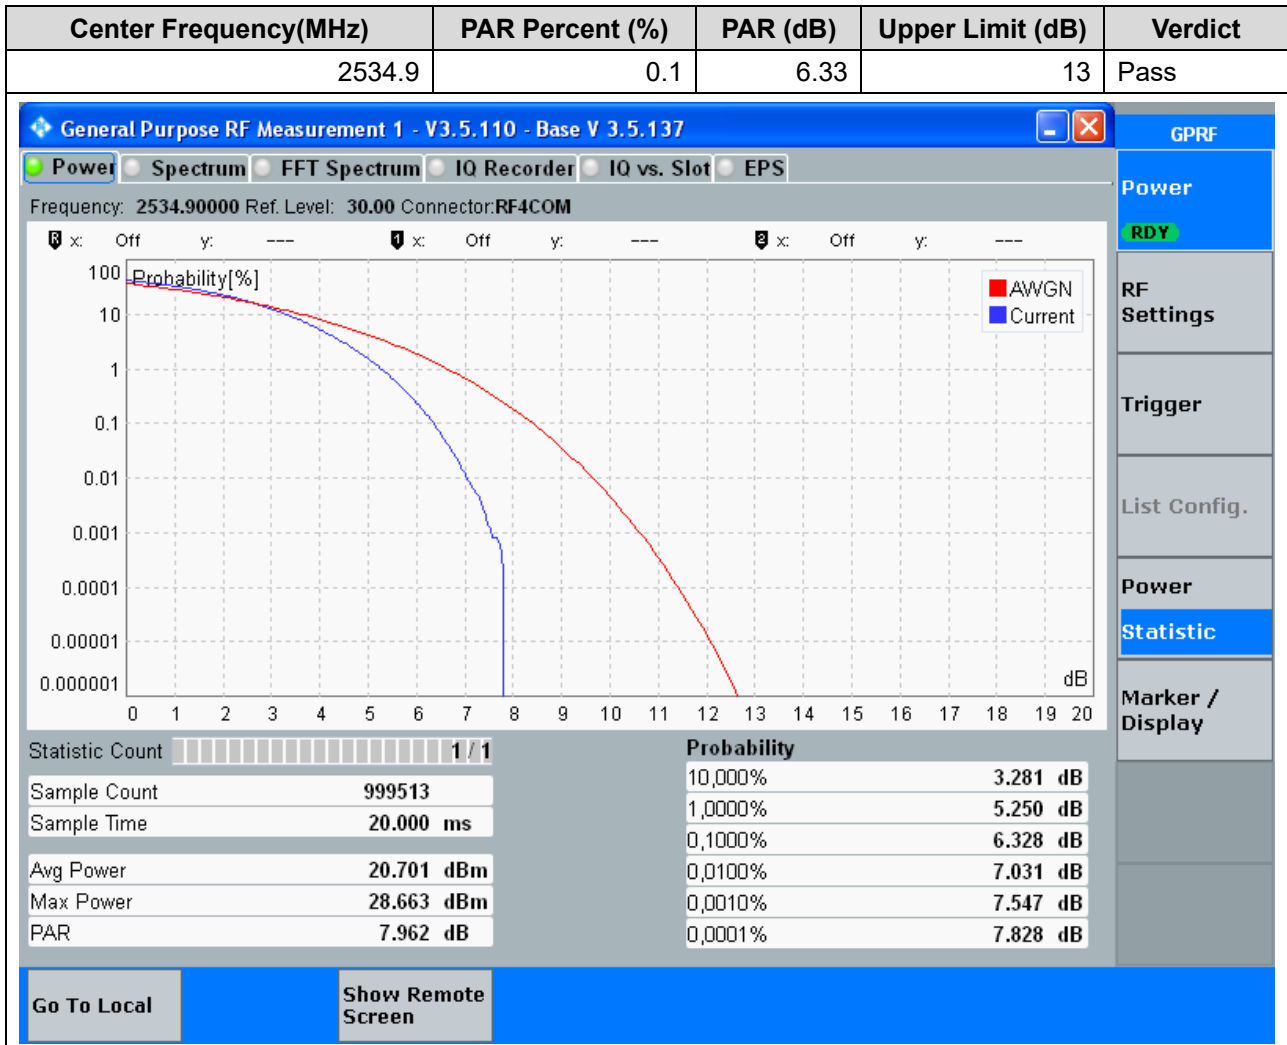 Center Frequency(MHz) PAR Percent (%) PAR (dB) Upper Limit (dB) Verdict
2534.9 0.1 6.33 13 Pass
General Purpose RF Measurement 1 - V3.5.110 - Base V 3.5.137
GPRF
Power Spectrum FFT Spectrum IQ Recorder IQ vs. Slot EPS
Frequency: 2534.90000 Ref. Level: 30.00 Connector:RF4COM
R x: Off y: --- 1 x: Off y: --- 2 x: Off y: ---
Probability[%]
AWGN
Current
100
10
1
0.1
0.01
0.001
0.0001
0.00001
0.000001
dB
0 1 2 3 4 5 6 7 8 9 10 11 12 13 14 15 16 17 18 19 20
Statistic Count 1 / 1
Sample Count 999513
Sample Time 20.000 ms
Avg Power 20.701 dBm
Max Power 28.663 dBm
PAR 7.962 dB
Probability
10,000% 3.281 dB
1,0000% 5.250 dB
0,1000% 6.328 dB
0,0100% 7.031 dB
0,0010% 7.547 dB
0,0001% 7.828 dB
Power
RDY
RF
Settings
Trigger
List Config.
Power
Statistic
Marker /
Display
Go To Local
Show Remote
Screen